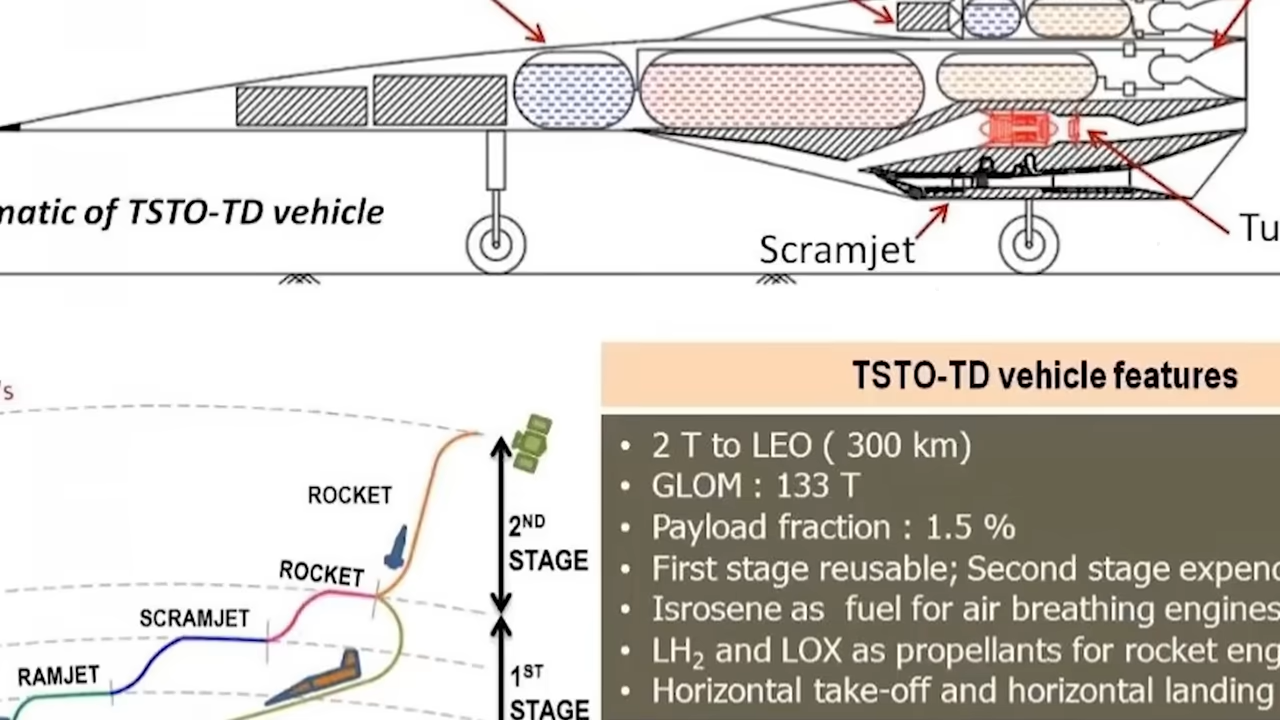 matic of TSTO-TD vehicle
Scramjet
Tu
's
TSTO-TD vehicle features
• 2 T to LEO ( 300 km)
• GLOM : 133 T
• Payload fraction : 1.5 %
• First stage reusable; Second stage expend
• Isrosene as fuel for air breathing engines
• LH₂ and LOX as propellants for rocket eng
• Horizontal take-off and horizontal landing
ROCKET
2ND
STAGE
ROCKET
SCRAMJET
RAMJET
1ST
STAGE